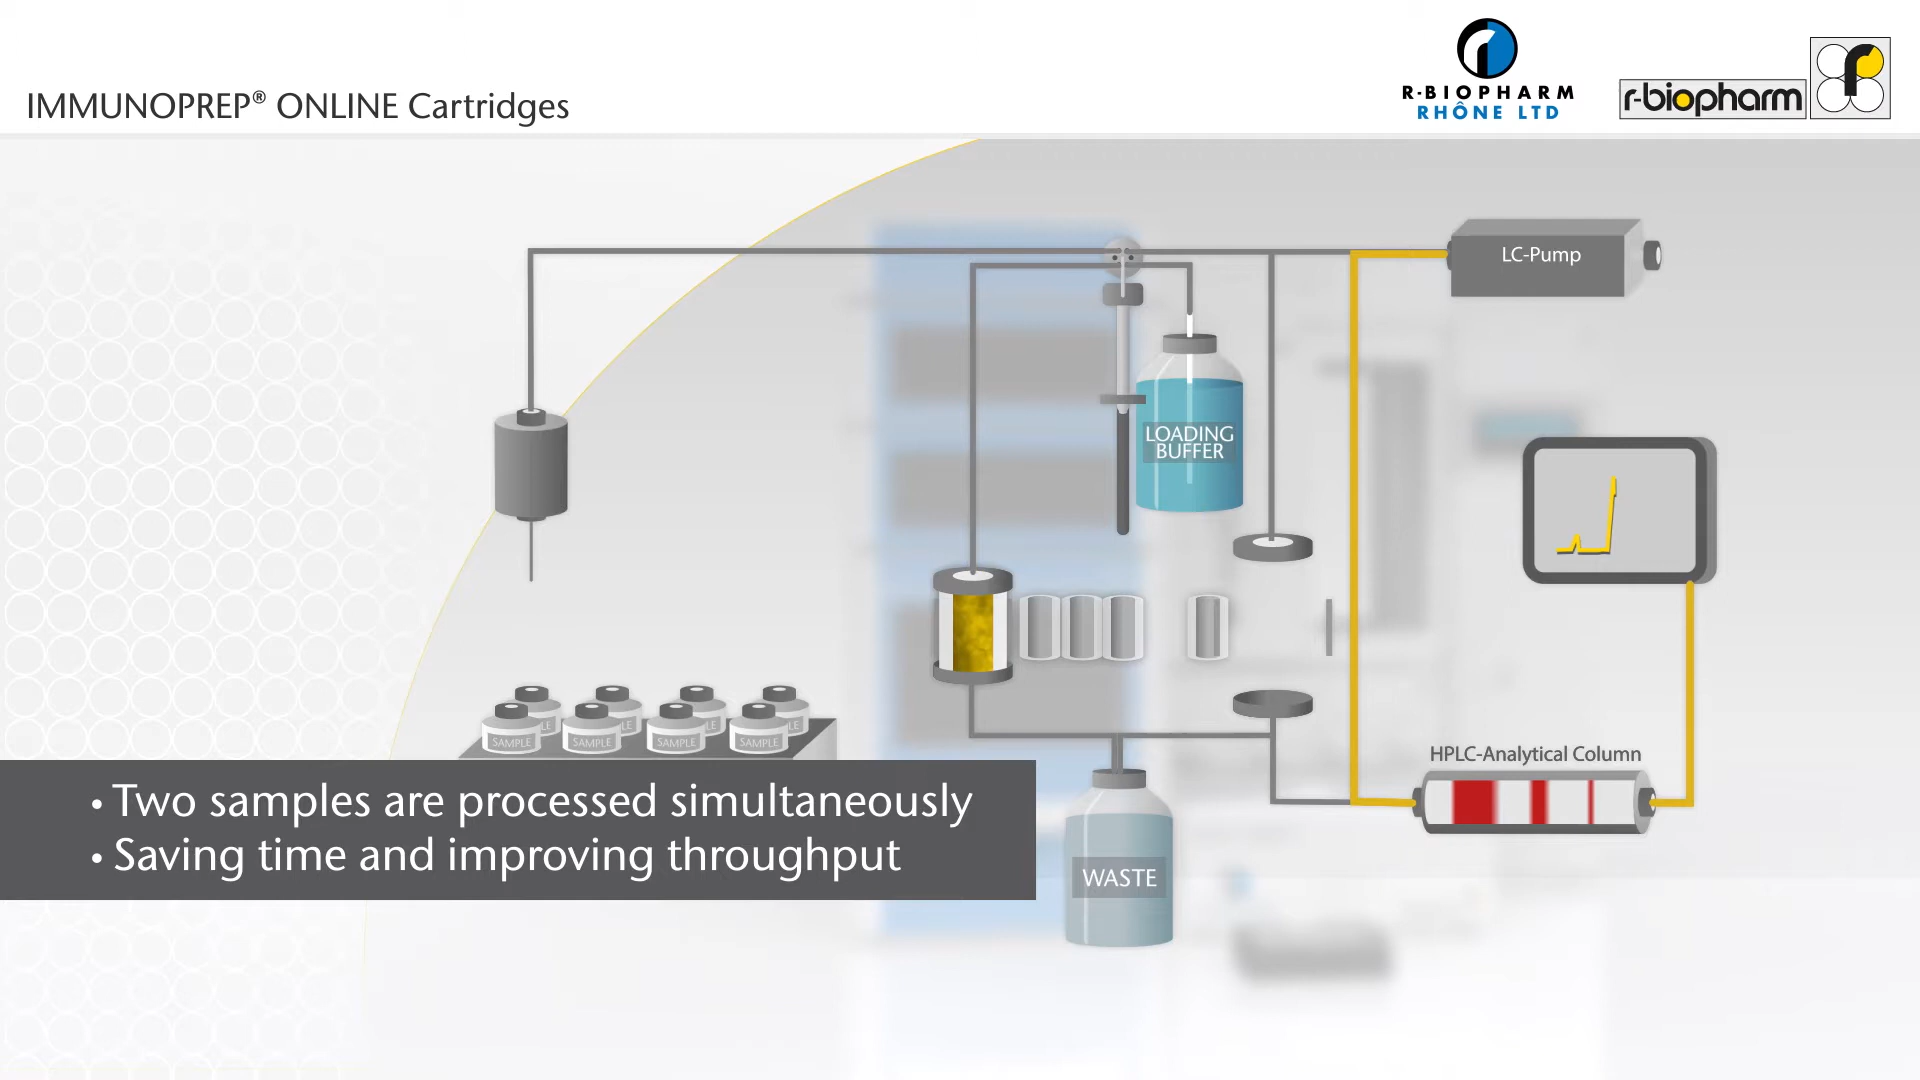 IMMUNOPREP® ONLINE Cartridges
R·BIOPHARM
RHÔNE LTD
r-biopharm
r
LC-Pump
LOADING
BUFFER
SAMPLE
SAMPLE
SAMPLE
SAMPLE
HPLC-Analytical Column
• Two samples are processed simultaneously
• Saving time and improving throughput
WASTE